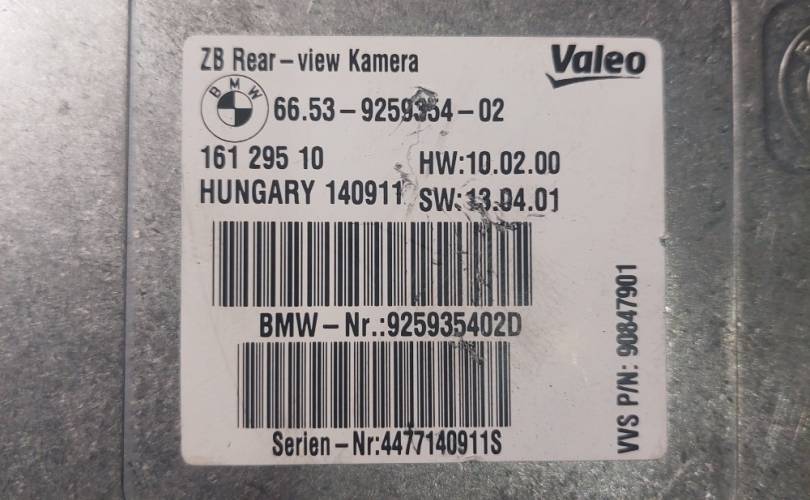 ZB Rear-view Kamera
Valeo
BMW
66.53-9259354-02
161 295 10
HW:10.02.00
HUNGARY 140911
SW:13.04.01
BMW-Nr.:925935402D
Serien-Nr:4477140911S
VVS P/N: 90847901